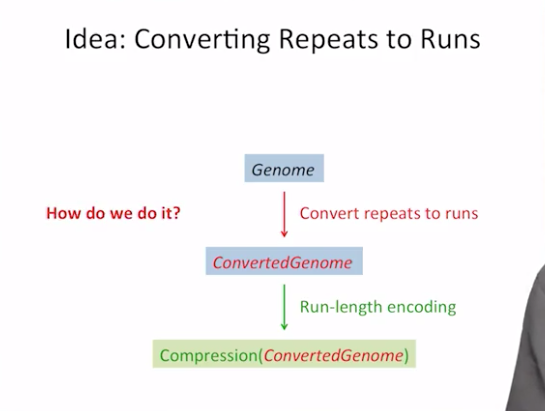 Idea: Converting Repeats to Runs
Genome
How do we do it?
Convert repeats to runs
ConvertedGenome
Run-length encoding
Compression(ConvertedGenome)